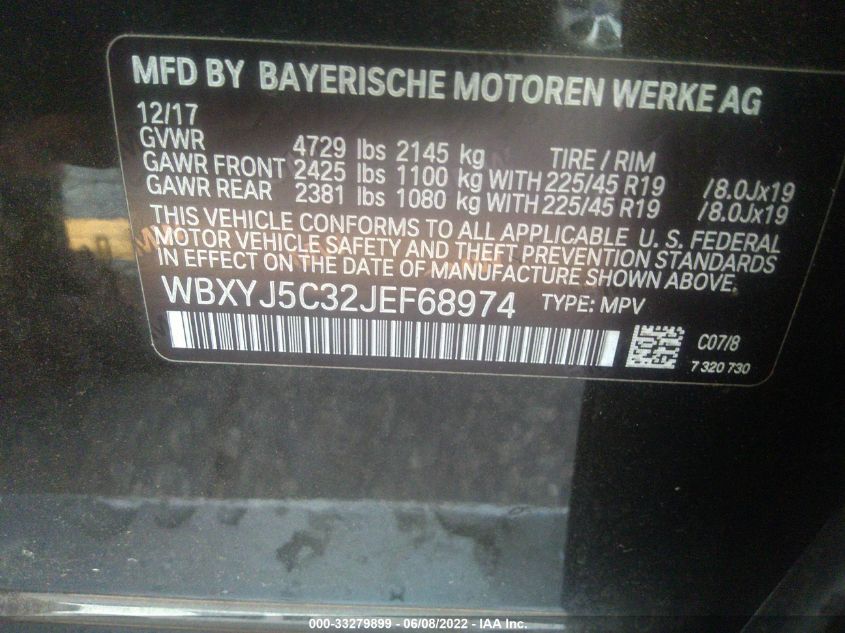 MFD BY BAYERISCHE MOTOREN WERKE AG
12/17
GVWR 4729 lbs 2145 kg TIRE / RIM
GAWR FRONT 2425 lbs 1100 kg WITH 225/45 R19 /8.0Jx19
GAWR REAR 2381 lbs 1080 kg WITH 225/45 R19 /8.0Jx19
THIS VEHICLE CONFORMS TO ALL APPLICABLE U. S. FEDERAL
MOTOR VEHICLE SAFETY AND THEFT PREVENTION STANDARDS
IN EFFECT ON THE DATE OF MANUFACTURE SHOWN ABOVE.
WBXYJ5C32JEF68974 TYPE: MPV
C07/8
7 320 730
000-33279899 - 06/08/2022 - IAA Inc.